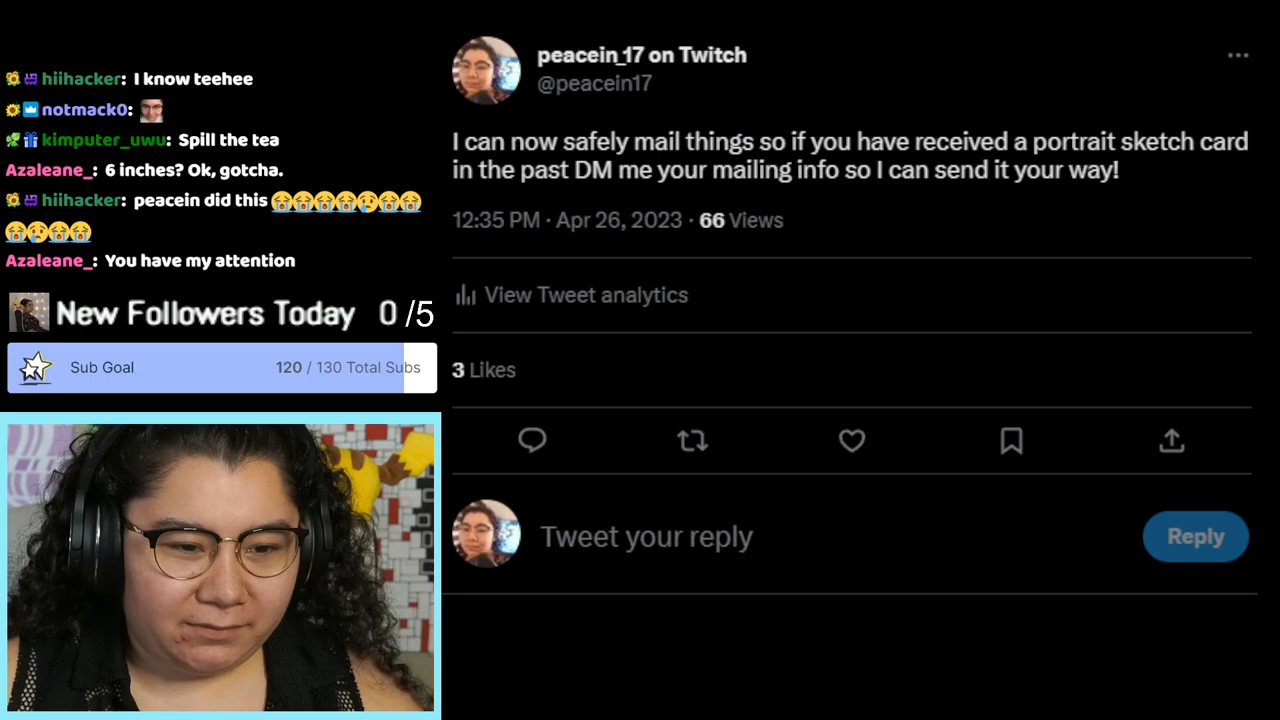 hiihacker: I know teehee
notmack0:
kimputer_uwu: Spill the tea
Azaleane_: 6 inches? Ok, gotcha.
hiihacker: peacein did this 😭😭😭😭😢😭😭
😭😢😭😭
Azaleane_: You have my attention
New Followers Today 0 /5
Sub Goal 120 / 130 Total Subs
peacein_17 on Twitch
@peacein17
I can now safely mail things so if you have received a portrait sketch card
in the past DM me your mailing info so I can send it your way!
12:35 PM · Apr 26, 2023 · 66 Views
View Tweet analytics
3 Likes
Tweet your reply
Reply